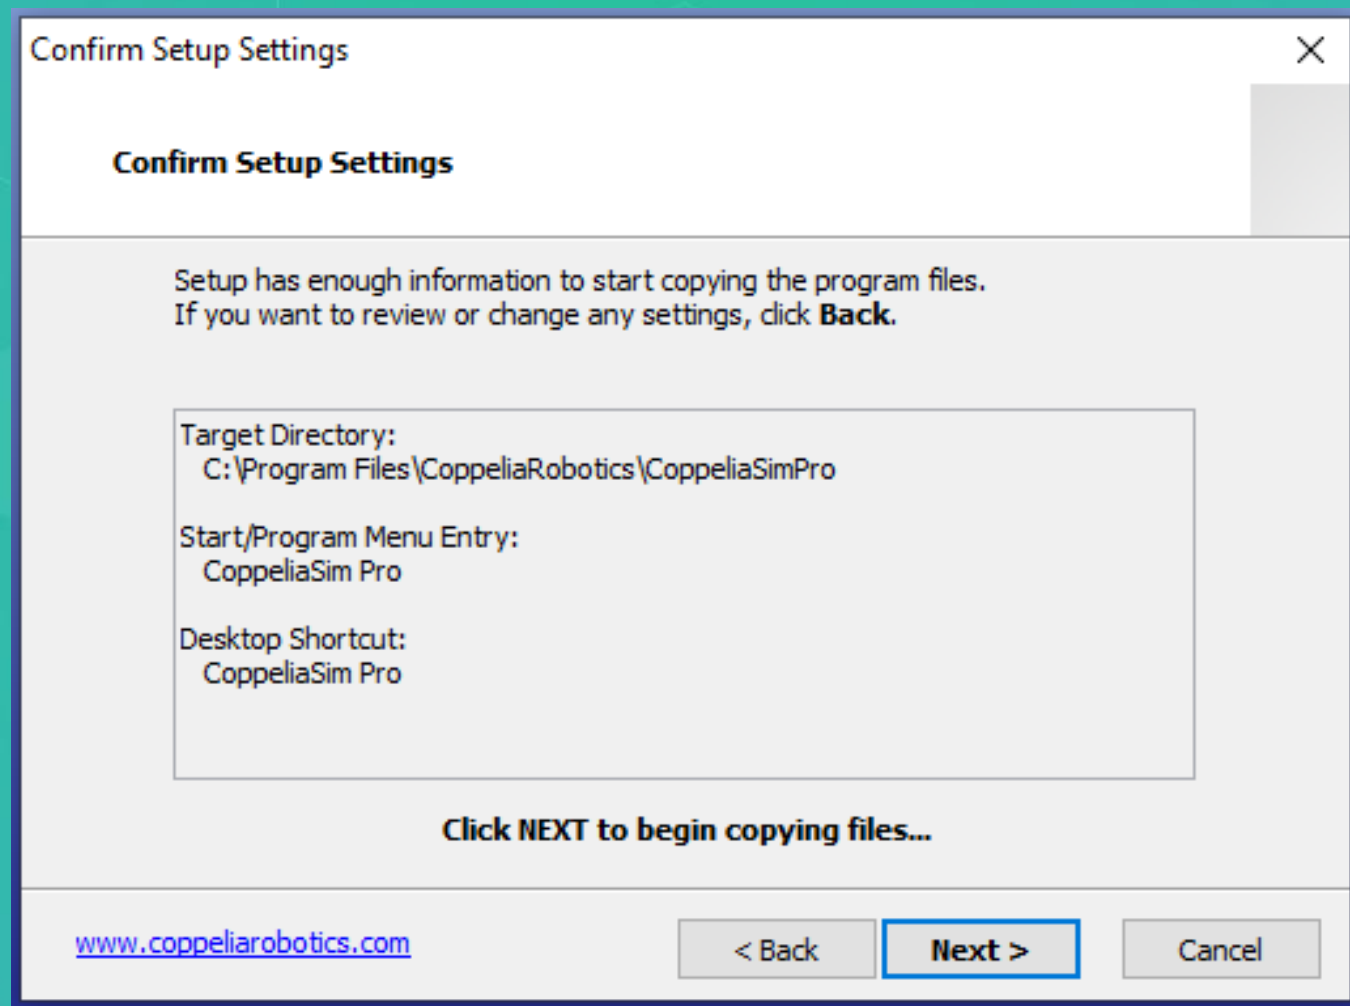 Confirm Setup Settings
Confirm Setup Settings
Setup has enough information to start copying the program files.
If you want to review or change any settings, click Back.
Target Directory:
C:\Program Files\CoppeliaRobotics\CoppeliaSimPro
Start/Program Menu Entry:
CoppeliaSim Pro
Desktop Shortcut:
CoppeliaSim Pro
Click NEXT to begin copying files...
www.coppeliarobotics.com
< Back
Next >
Cancel